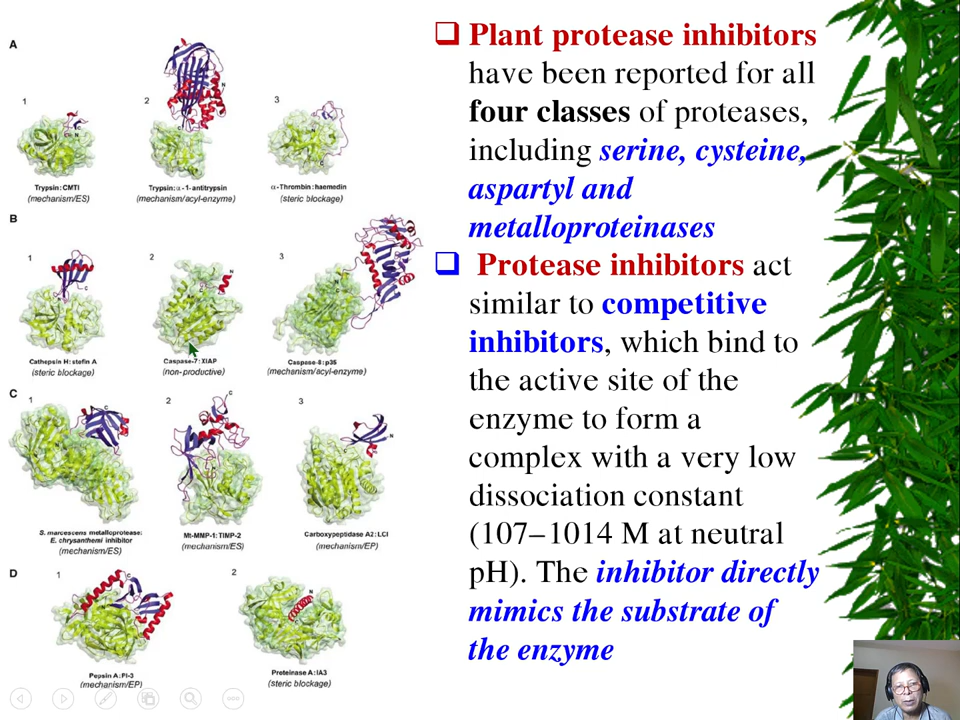 A
1
2
3
Trypsin: CMTI
(mechanism/ES)
Trypsin: α-1-antitrypsin
(mechanism/acyl-enzyme)
α-Thrombin: haemedin
(steric blockage)
B
1
2
3
Cathepsin H: stefin A
(steric blockage)
Caspase-7: XIAP
(non-productive)
Caspase-8: p35
(mechanism/acyl-enzyme)
C
1
2
3
S. marcescens metalloprotease:
E. chrysanthemi inhibitor
(mechanism/ES)
Mt-MMP-1: TIMP-2
(mechanism/ES)
Carboxypeptidase A2: LCI
(mechanism/EP)
D
1
2
Pepsin A: PI-3
(mechanism/EP)
Proteinase A: IA3
(steric blockage)
Plant protease inhibitors
have been reported for all
four classes of proteases,
including serine, cysteine,
aspartyl and
metalloproteinases
Protease inhibitors act
similar to competitive
inhibitors, which bind to
the active site of the
enzyme to form a
complex with a very low
dissociation constant
(107–1014 M at neutral
pH). The inhibitor directly
mimics the substrate of
the enzyme